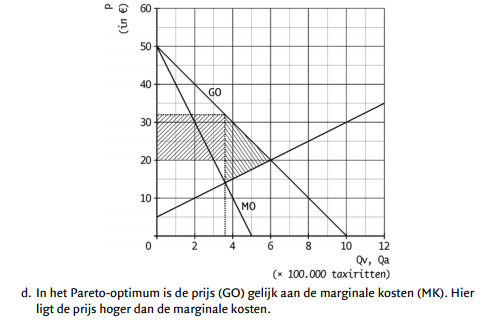 P
(in €)
60
50
40
30
20
10
0
2
4
6
8
10
12
GO
MO
Qv, Qa
(× 100.000 taxiritten)
d. In het Pareto-optimum is de prijs (GO) gelijk aan de marginale kosten (MK). Hier
ligt de prijs hoger dan de marginale kosten.